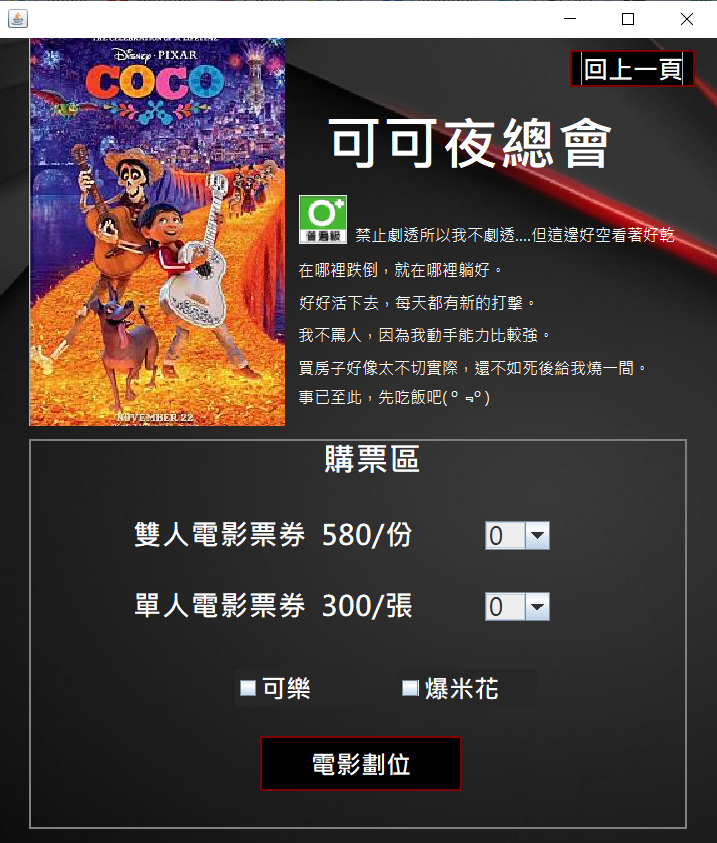 THE CELEBRATION OF A LIFETIME
DISNEY·PIXAR
COCO
NOVEMBER 22
回上一頁
可可夜總會
O+
普遍級
禁止劇透所以我不劇透....但這邊好空看著好乾
在哪裡跌倒，就在哪裡躺好。
好好活下去，每天都有新的打擊。
我不罵人，因為我動手能力比較強。
買房子好像太不切實際，還不如死後給我燒一間。
事已至此，先吃飯吧(º ﹃º )
購票區
雙人電影票券 580/份 0
單人電影票券 300/張 0
可樂 爆米花
電影劃位